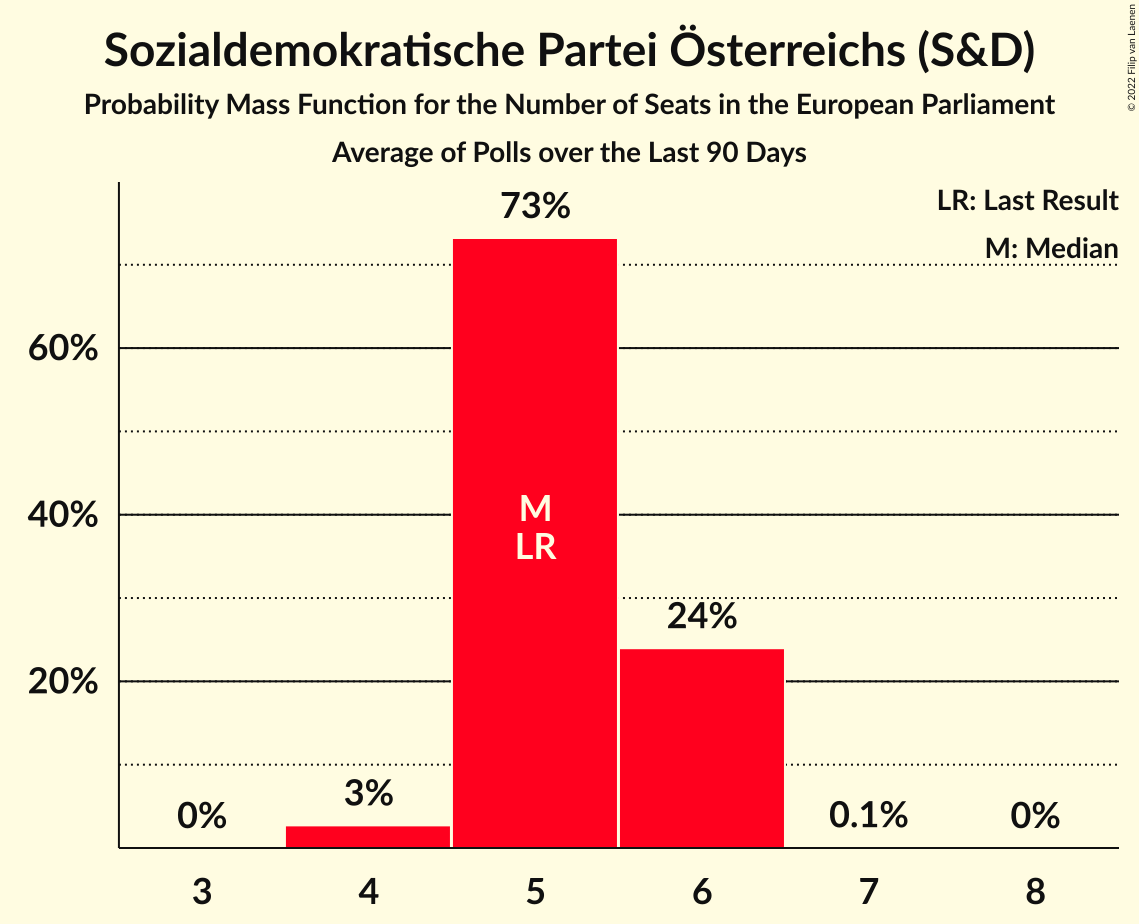 Sozialdemokratische Partei Österreichs (S&D)
Probability Mass Function for the Number of Seats in the European Parliament
Average of Polls over the Last 90 Days
© 2022 Filip van Laenen
LR: Last Result
M: Median
73%
60%
40%
20%
M
LR
24%
3%
0%
0.1%
0%
3 4 5 6 7 8